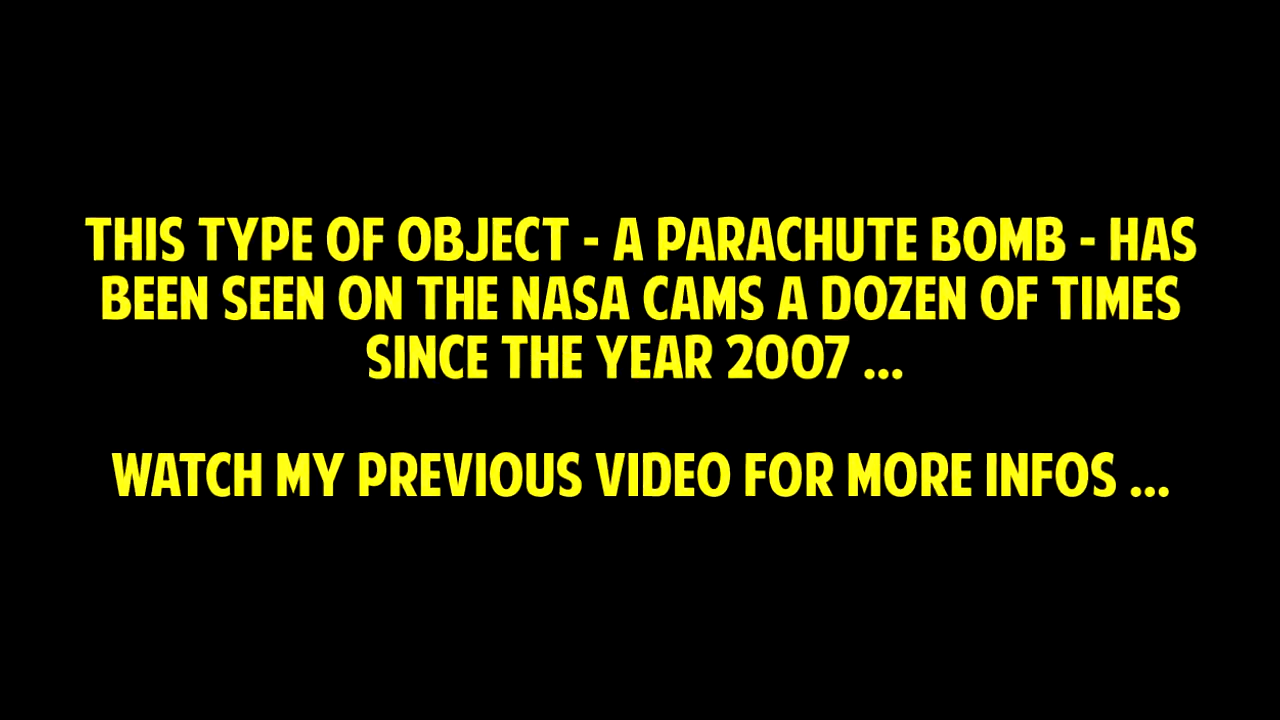 THIS TYPE OF OBJECT - A PARACHUTE BOMB - HAS
BEEN SEEN ON THE NASA CAMS A DOZEN OF TIMES
SINCE THE YEAR 2007 ...
WATCH MY PREVIOUS VIDEO FOR MORE INFOS ...